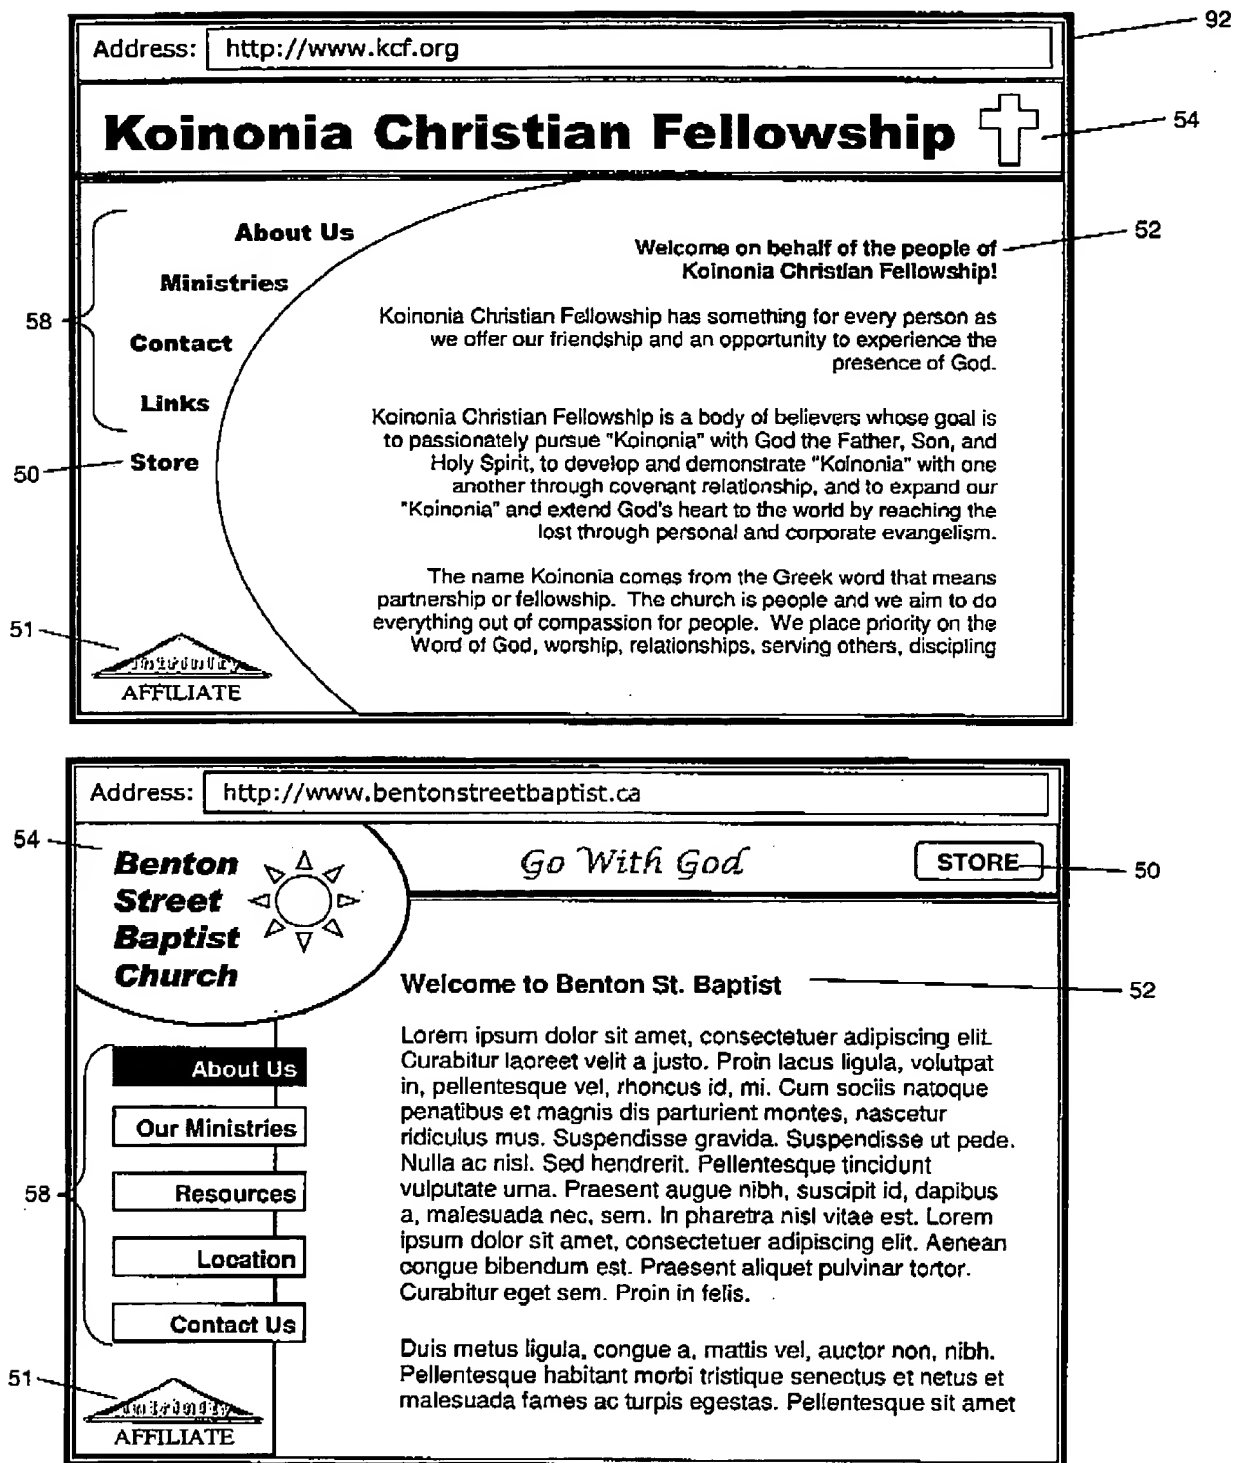 92
Address: http://www.kcf.org
Koinonia Christian Fellowship
54
About Us
Ministries
58
Contact
Links
50
Store
52
Welcome on behalf of the people of
Koinonia Christian Fellowship!
Koinonia Christian Fellowship has something for every person as
we offer our friendship and an opportunity to experience the
presence of God.
Koinonia Christian Fellowship is a body of believers whose goal is
to passionately pursue "Koinonia" with God the Father, Son, and
Holy Spirit, to develop and demonstrate "Koinonia" with one
another through covenant relationship, and to expand our
"Koinonia" and extend God's heart to the world by reaching the
lost through personal and corporate evangelism.
The name Koinonia comes from the Greek word that means
partnership or fellowship. The church is people and we aim to do
everything out of compassion for people. We place priority on the
Word of God, worship, relationships, serving others, discipling
51
Intrinity
AFFILIATE
Address: http://www.bentonstreetbaptist.ca
54
Benton
Street
Baptist
Church
Go With God
STORE
50
Welcome to Benton St. Baptist
52
Lorem ipsum dolor sit amet, consectetuer adipiscing elit.
Curabitur laoreet velit a justo. Proin lacus ligula, volutpat
in, pellentesque vel, rhoncus id, mi. Cum sociis natoque
penatibus et magnis dis parturient montes, nascetur
ridiculus mus. Suspendisse gravida. Suspendisse ut pede.
Nulla ac nisl. Sed hendrerit. Pellentesque tincidunt
vulputate urna. Praesent augue nibh, suscipit id, dapibus
a, malesuada nec, sem. In pharetra nisl vitae est. Lorem
ipsum dolor sit amet, consectetuer adipiscing elit. Aenean
congue bibendum est. Praesent aliquet pulvinar tortor.
Curabitur eget sem. Proin in felis.
Duis metus ligula, congue a, mattis vel, auctor non, nibh.
Pellentesque habitant morbi tristique senectus et netus et
malesuada fames ac turpis egestas. Pellentesque sit amet
About Us
Our Ministries
58
Resources
Location
Contact Us
51
Intrinity
AFFILIATE